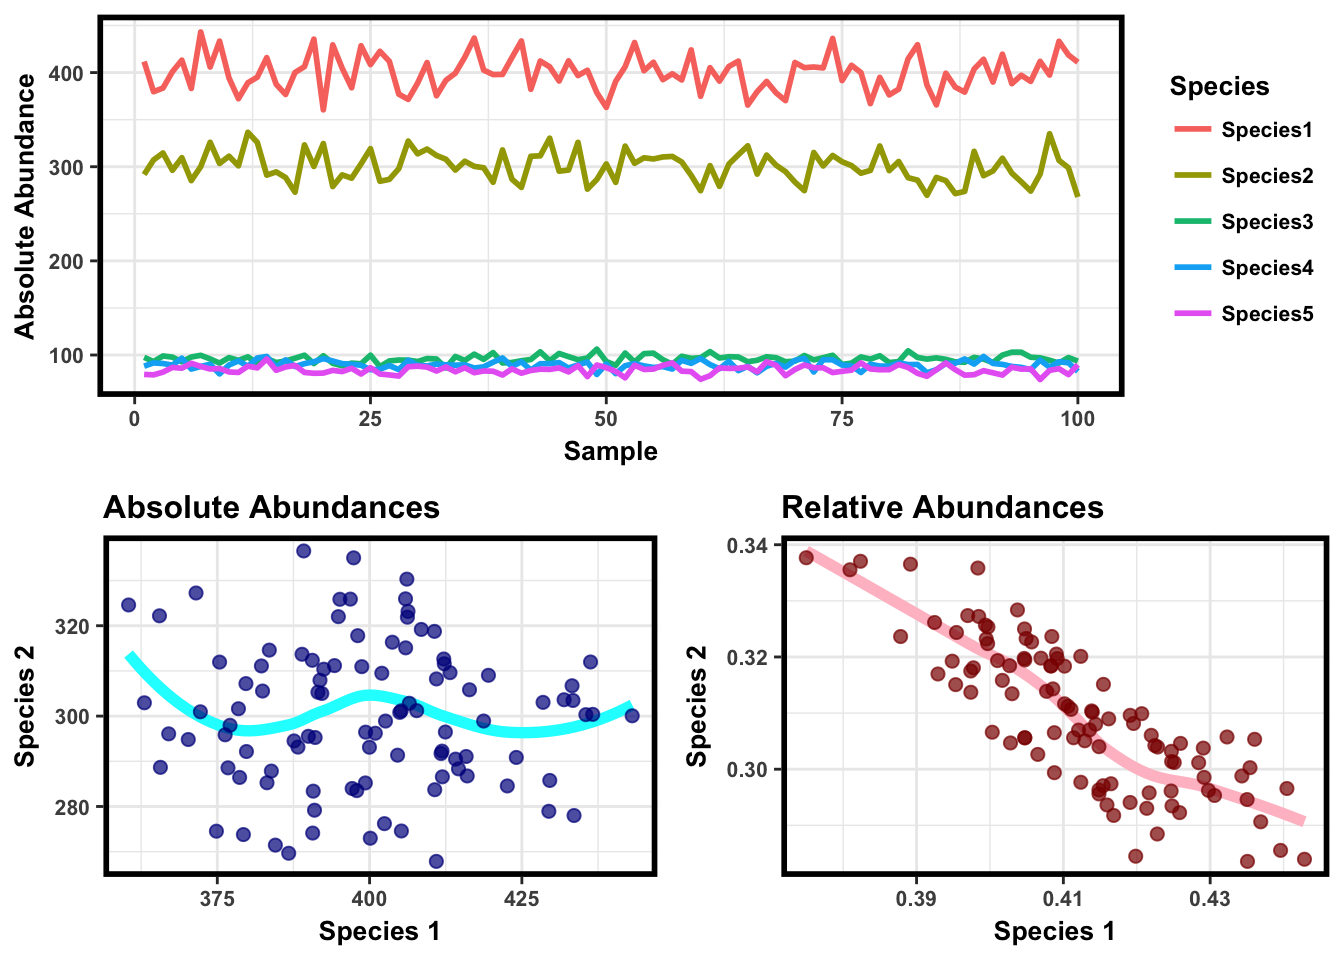 Absolute Abundance
400
300
200
100
0
25
50
75
100
Sample
Species
Species1
Species2
Species3
Species4
Species5
Absolute Abundances
Species 2
320
300
280
375
400
425
Species 1
Relative Abundances
Species 2
0.34
0.32
0.30
0.39
0.41
0.43
Species 1